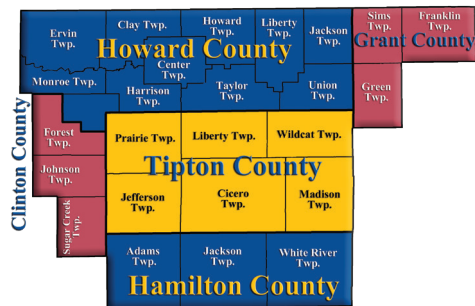 Ervin
Twp.
Clay Twp.
Howard
Twp.
Liberty
Twp.
Jackson
Twp.
Sims
Twp.
Franklin
Twp.
Howard County
Grant County
Center
Twp.
Monroe Twp.
Harrison
Twp.
Taylor
Twp.
Union
Twp.
Green
Twp.
Clinton County
Forest
Twp.
Johnson
Twp.
Sugar Creek
Twp.
Prairie Twp.
Liberty Twp.
Wildcat Twp.
Tipton County
Jefferson
Twp.
Cicero
Twp.
Madison
Twp.
Adams
Twp.
Jackson
Twp.
White River
Twp.
Hamilton County